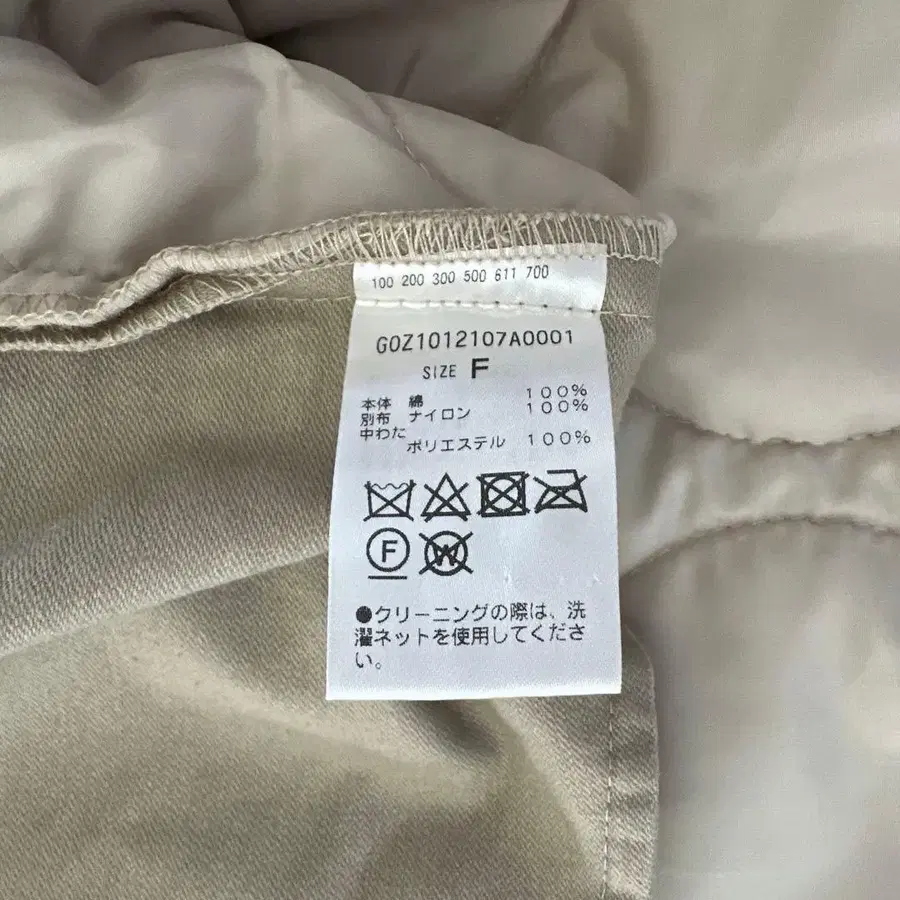 100 200 300 500 611 700
G0Z1012107A0001
SIZE F
本体 綿 100%
別布 ナイロン 100%
中わた
ポリエステル 100%
F W
●クリーニングの際は、洗
濯ネットを使用してくださ
い。